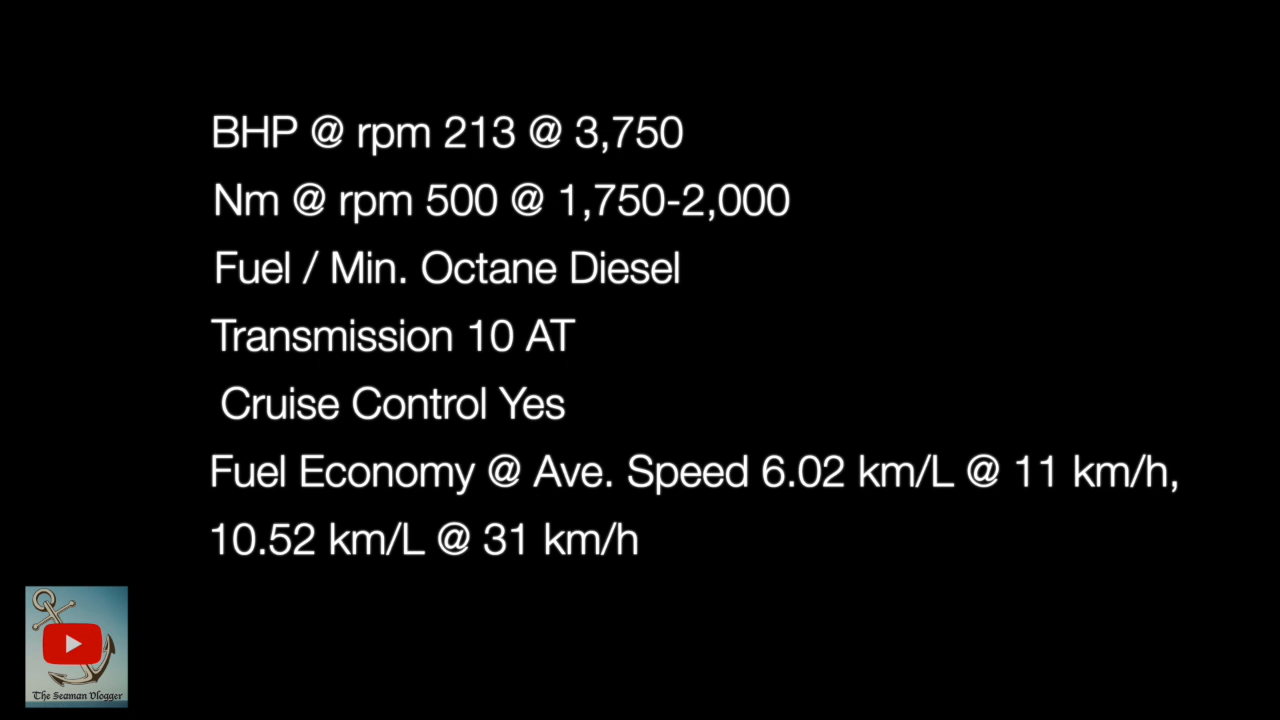 BHP @ rpm 213 @ 3,750
Nm @ rpm 500 @ 1,750-2,000
Fuel / Min. Octane Diesel
Transmission 10 AT
Cruise Control Yes
Fuel Economy @ Ave. Speed 6.02 km/L @ 11 km/h,
10.52 km/L @ 31 km/h
The Seaman Vlogger